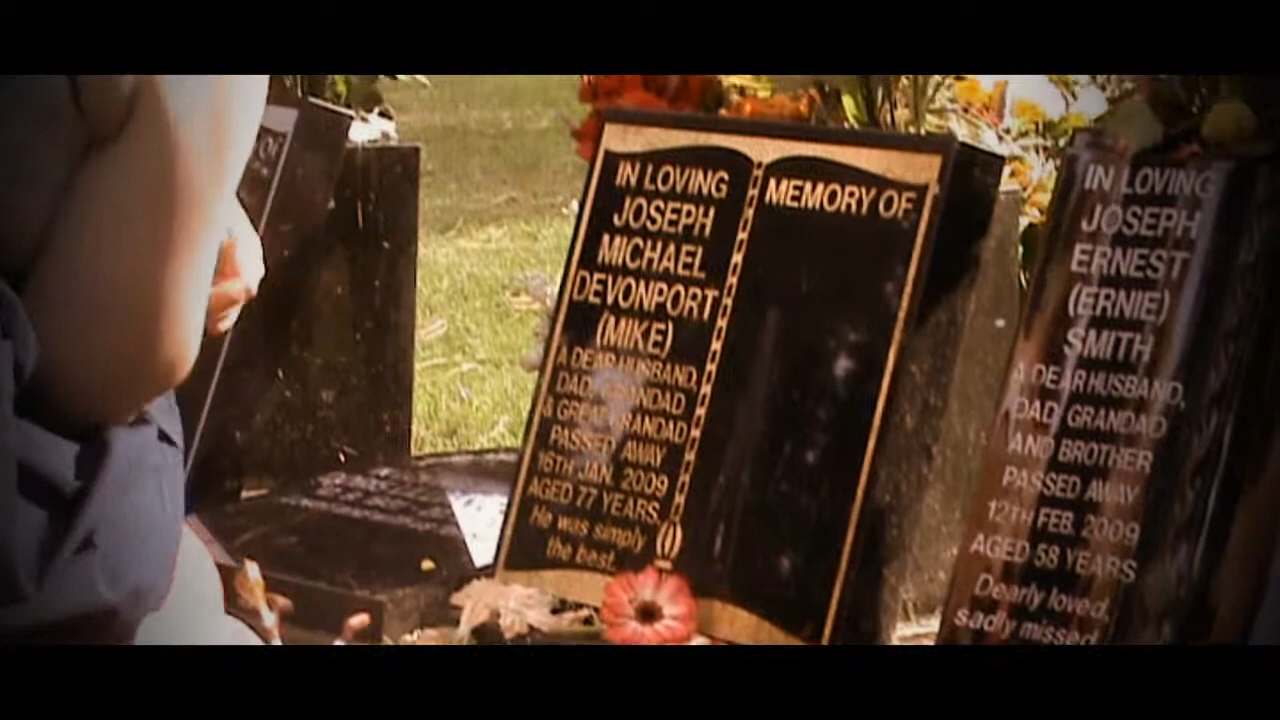 IN LOVING MEMORY OF
JOSEPH
MICHAEL
DEVONPORT
(MIKE)
A DEAR HUSBAND,
DAD, GRANDAD
& GREAT GRANDAD
PASSED AWAY
16TH JAN. 2009
AGED 77 YEARS.
He was simply
the best.
IN LOVING
JOSEPH
ERNEST
(ERNIE)
SMITH
A DEAR HUSBAND,
DAD, GRANDAD
AND BROTHER
PASSED AWAY
12TH FEB. 2009
AGED 58 YEARS
Dearly loved,
sadly missed